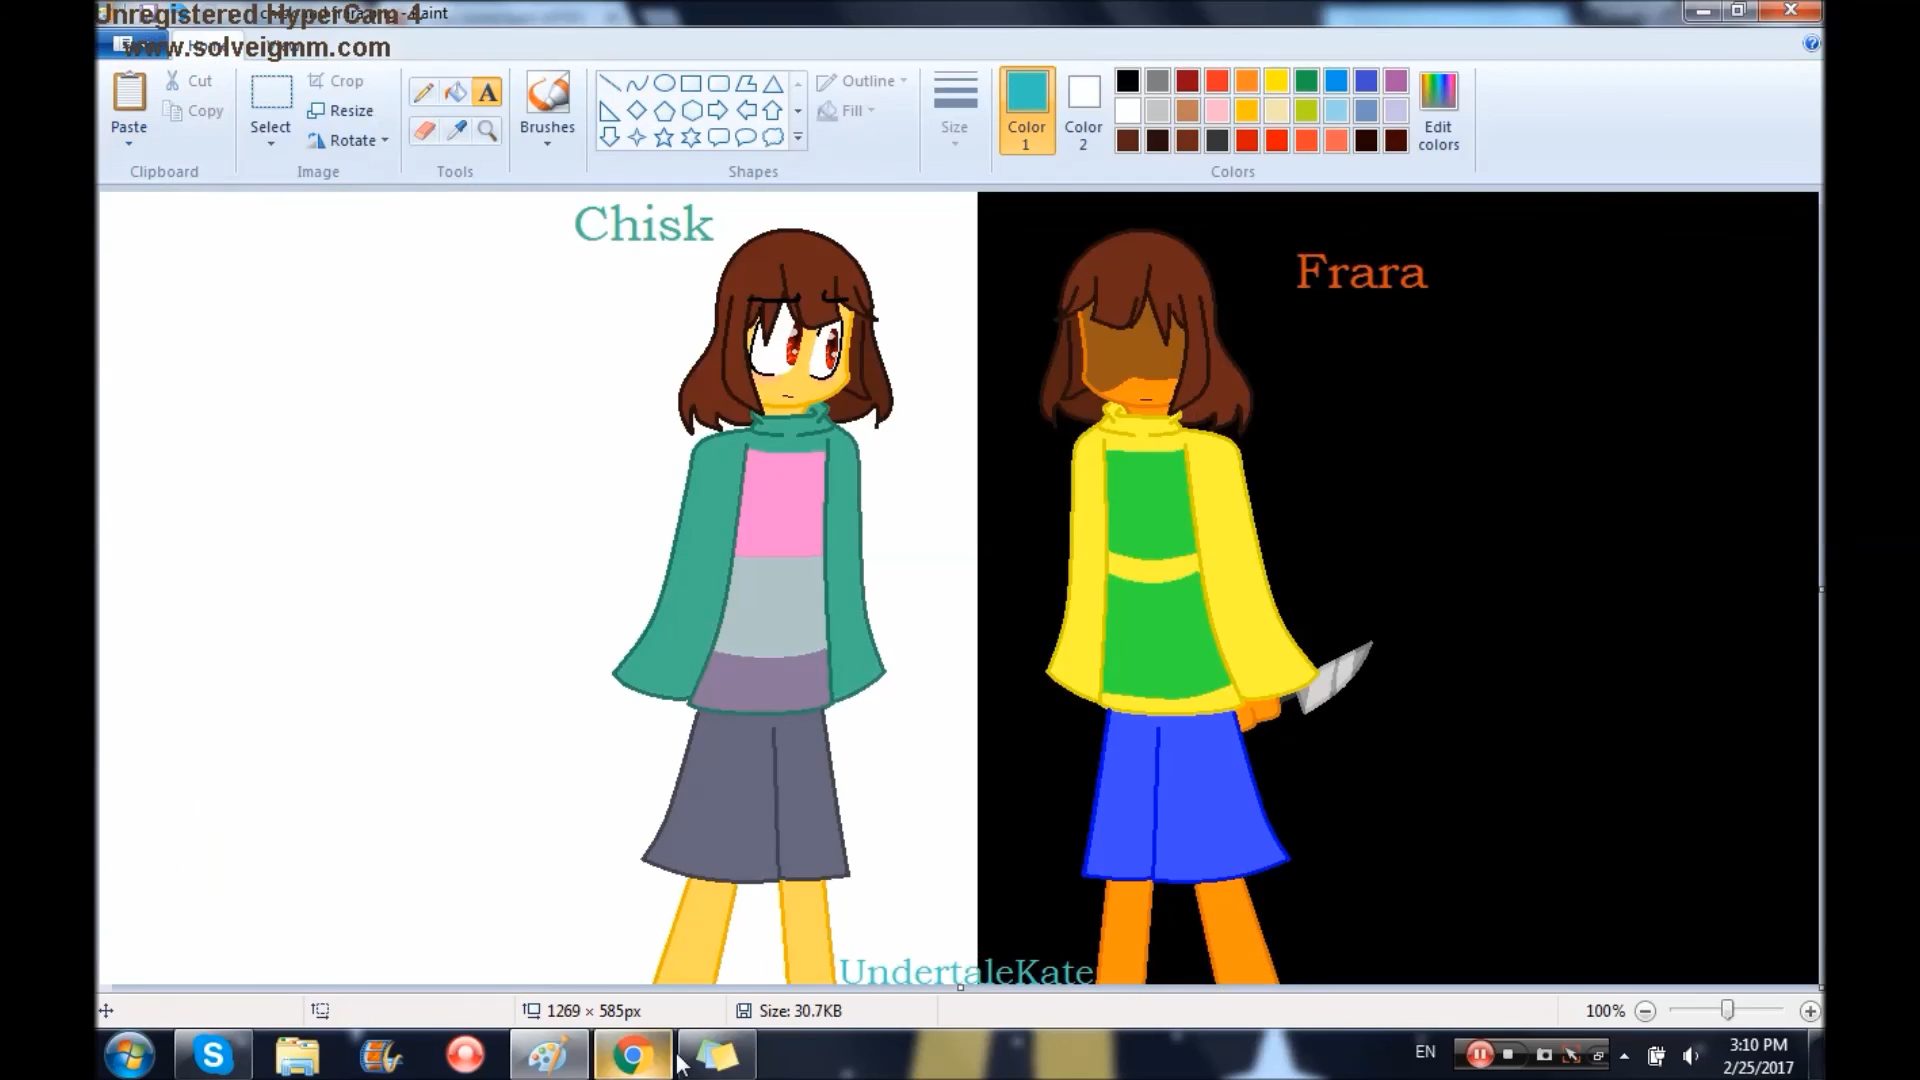 Unregistered HyperCam 4
- Paint
www.solveigmm.com
Cut
Copy
Paste
Clipboard
Crop
Resize
Rotate
Select
Image
A
Tools
Brushes
Outline
Fill
Shapes
Size
Color
1
Color
2
Edit
colors
Colors
Chisk
Frara
UndertaleKate
1269 × 585px
Size: 30.7KB
100%
EN
3:10 PM
2/25/2017